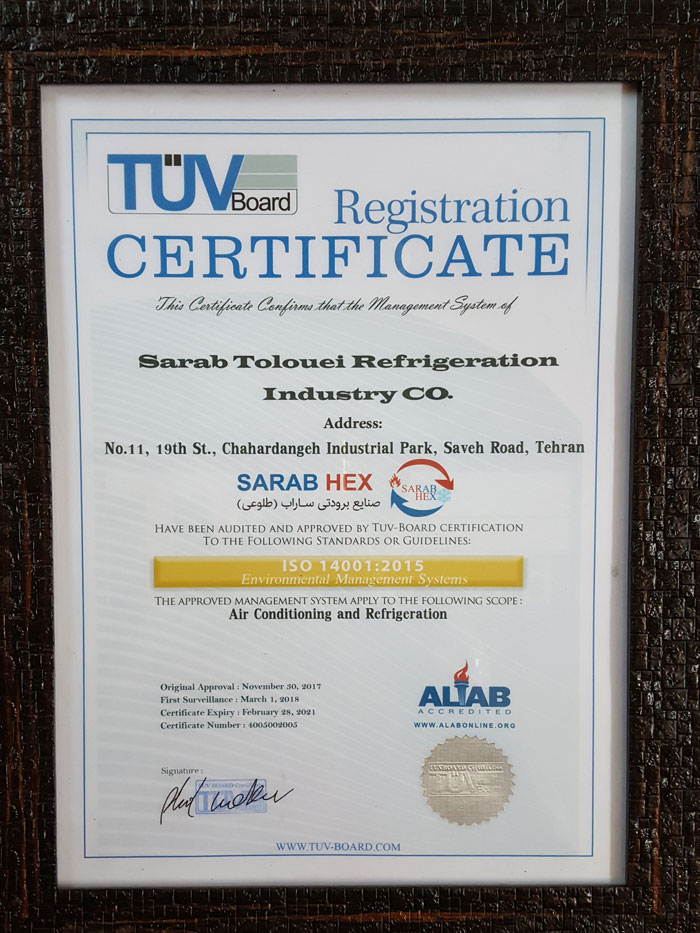 TÜV
Board
Registration
CERTIFICATE
This Certificate Confirms that the Management System of
Sarab Tolouei Refrigeration
Industry CO.
Address:
No.11, 19th St., Chahardangeh Industrial Park, Saveh Road, Tehran
SARAB HEX
صنایع برودتی ساراب (طلوعی)
SARAB
HEX
HAVE BEEN AUDITED AND APPROVED BY TUV-BOARD CERTIFICATION
TO THE FOLLOWING STANDARDS OR GUIDELINES:
ISO 14001:2015
Environmental Management Systems
THE APPROVED MANAGEMENT SYSTEM APPLY TO THE FOLLOWING SCOPE:
Air Conditioning and Refrigeration
Original Approval : November 30, 2017
First Surveillance : March 1, 2018
Certificate Expiry : February 28, 2021
Certificate Number : 4005002005
ALAB
ACCREDITED
WWW.ALABONLINE.ORG
TÜV
Signature :
WWW.TUV-BOARD.COM